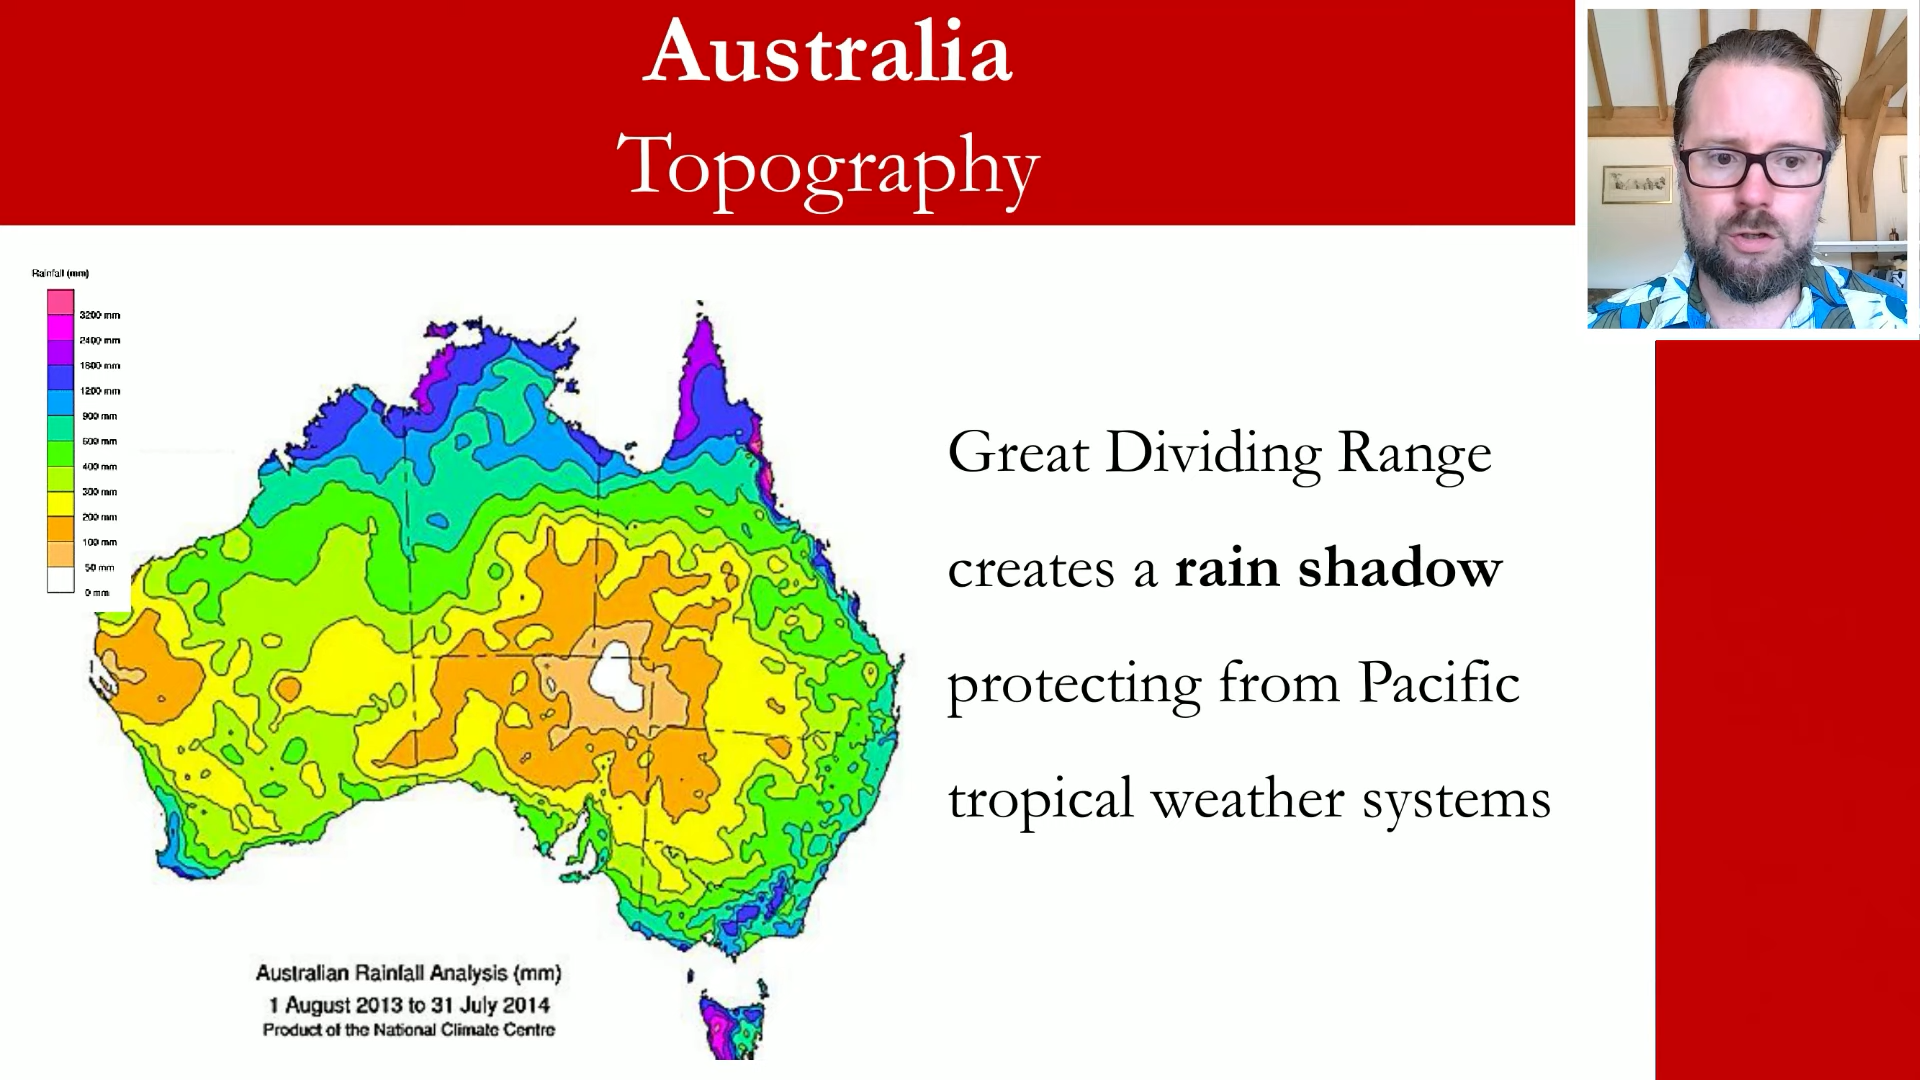 Australia
Topography
Rainfall (mm)
3200 mm
2400 mm
1600 mm
1200 mm
900 mm
600 mm
400 mm
300 mm
200 mm
100 mm
50 mm
0 mm
Great Dividing Range
creates a rain shadow
protecting from Pacific
tropical weather systems
Australian Rainfall Analysis (mm)
1 August 2013 to 31 July 2014
Product of the National Climate Centre